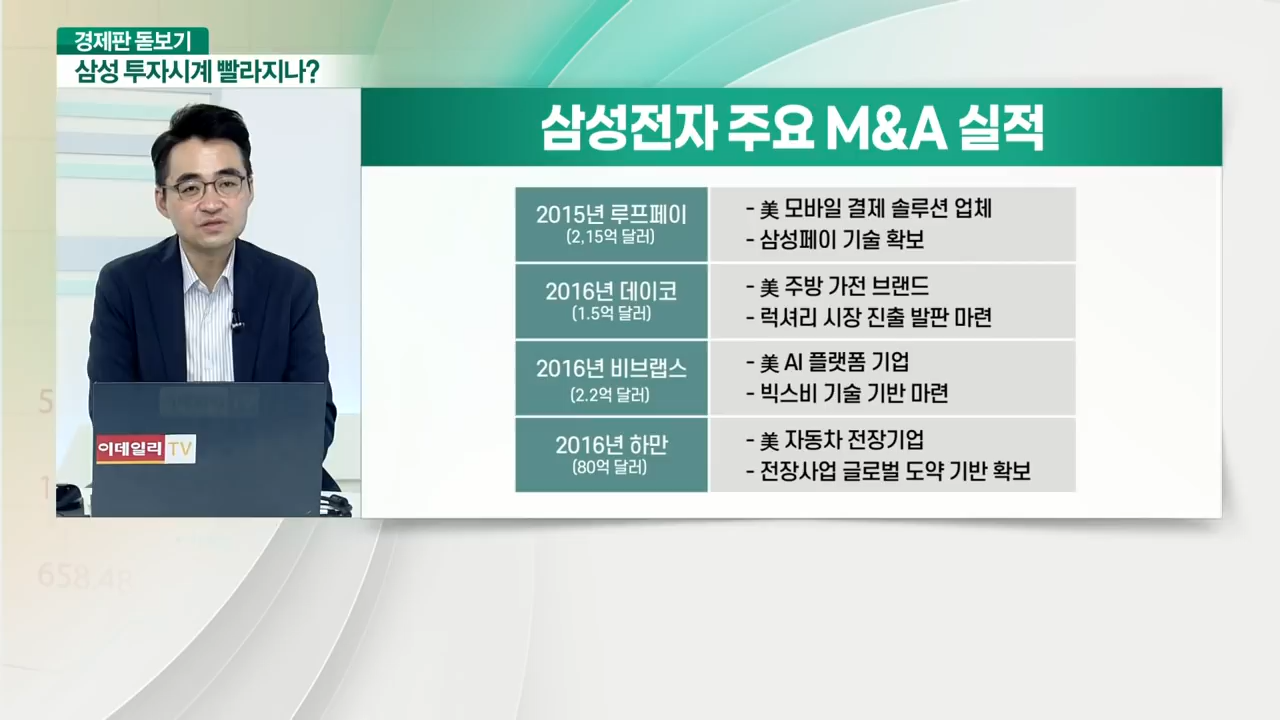 경제판 돋보기
삼성 투자시계 빨라지나?
삼성전자 주요 M&A 실적
2015년 루프페이
(2,15억 달러)
- 美 모바일 결제 솔루션 업체
- 삼성페이 기술 확보
2016년 데이코
(1.5억 달러)
- 美 주방 가전 브랜드
- 럭셔리 시장 진출 발판 마련
2016년 비브랩스
(2.2억 달러)
- 美 AI 플랫폼 기업
- 빅스비 기술 기반 마련
2016년 하만
(80억 달러)
- 美 자동차 전장기업
- 전장사업 글로벌 도약 기반 확보
이데일리 TV
5
1
658.48